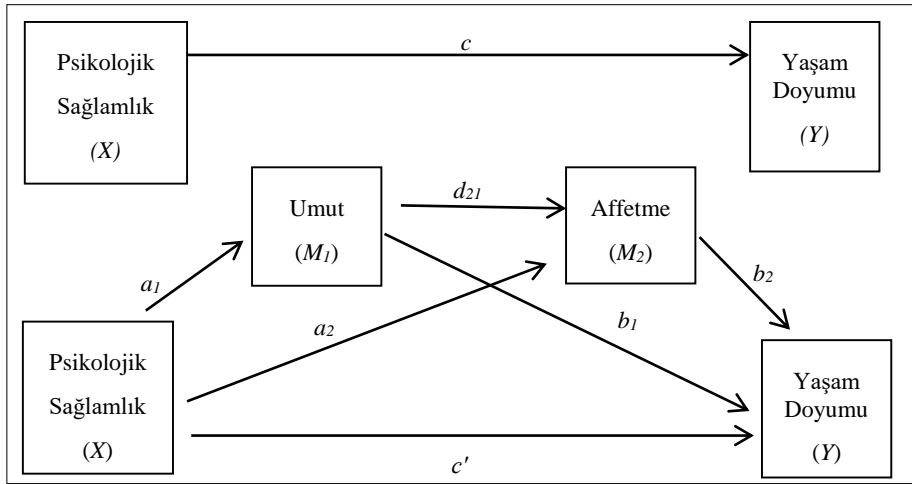 Psikolojik
Sağlamlık
(X)
c
Yaşam
Doyumu
(Y)
Umut
(M1)
d21
Affetme
(M2)
a1
a2
b1
b2
Psikolojik
Sağlamlık
(X)
c'
Yaşam
Doyumu
(Y)